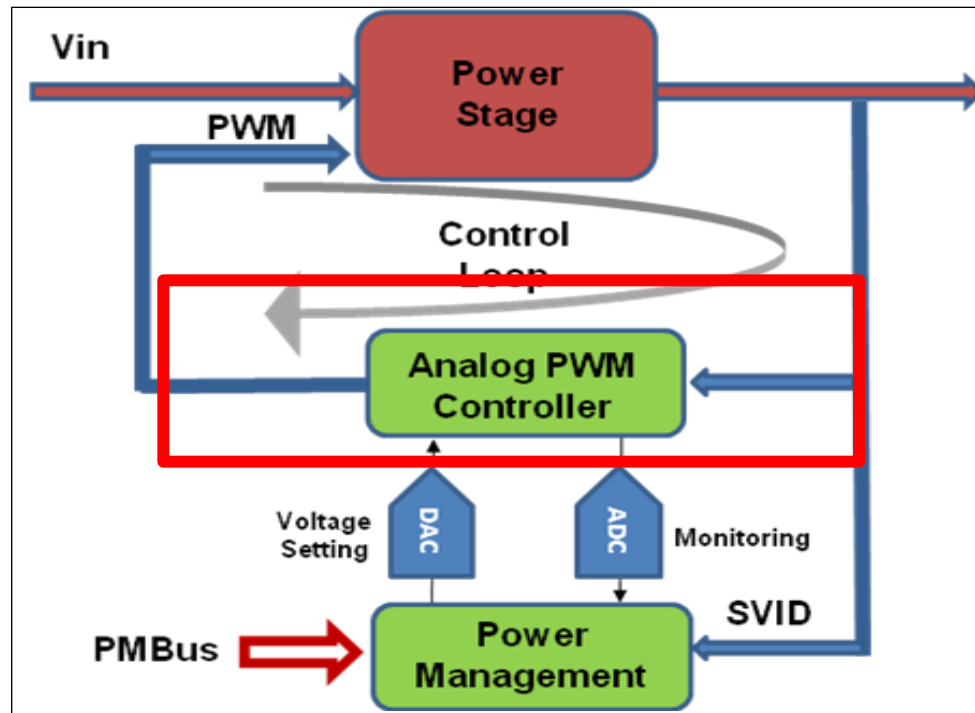 Vin
Power
Stage
PWM
Control
Loop
Analog PWM
Controller
Voltage
Setting
DAC
ADC
Monitoring
SVID
PMBus
Power
Management